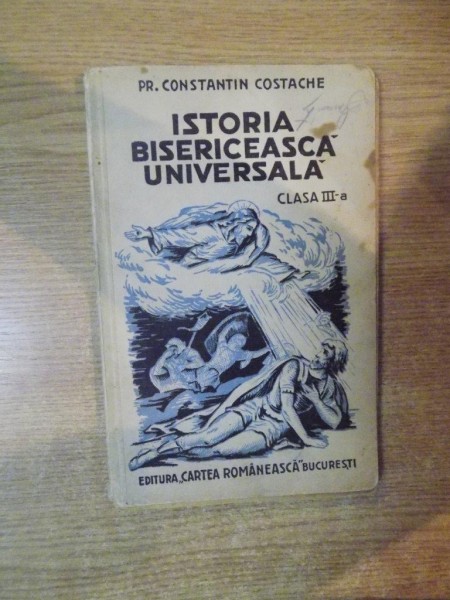 PR. CONSTANTIN COSTACHE
ISTORIA
BISERICEASCĂ
UNIVERSALĂ
CLASA III-a
EDITURA „CARTEA ROMÂNEASCĂ" BUCUREȘTI